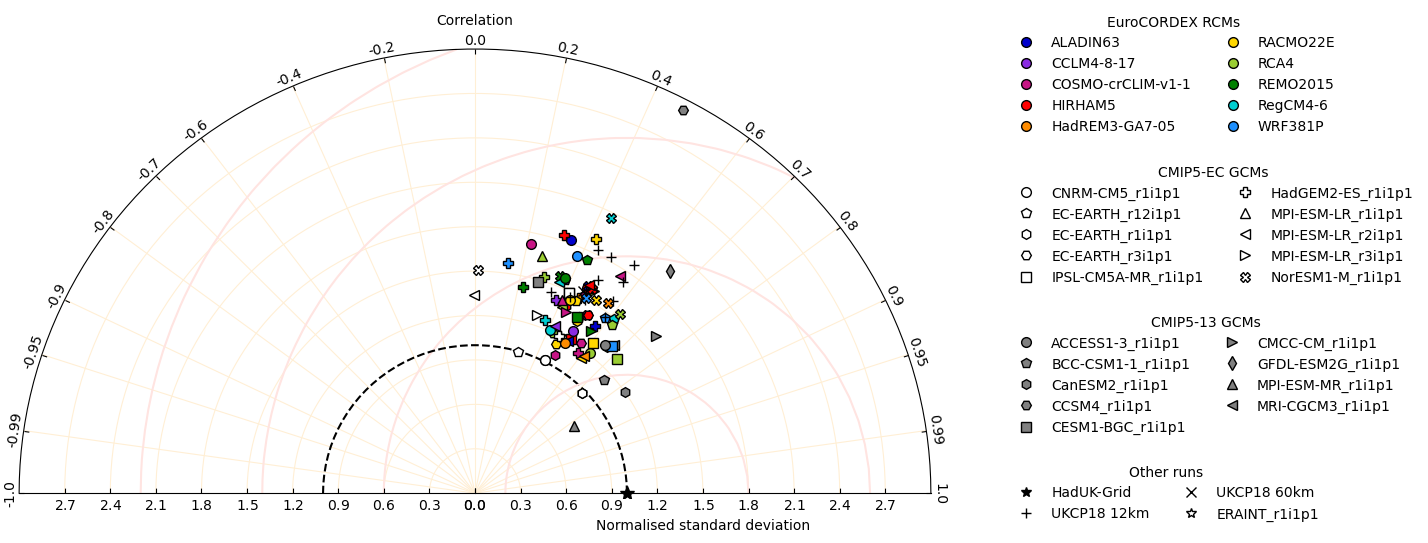 Correlation
-1.0
-0.99
-0.95
-0.9
-0.8
-0.7
-0.6
-0.4
-0.2
0.0
0.2
0.4
0.6
0.7
0.8
0.9
0.95
0.99
1.0
2.7 2.4 2.1 1.8 1.5 1.2 0.9 0.6 0.3 0.0 0.3 0.6 0.9 1.2 1.5 1.8 2.1 2.4 2.7
Normalised standard deviation
EuroCORDEX RCMs
ALADIN63 RACMO22E
CCLM4-8-17 RCA4
COSMO-crCLIM-v1-1 REMO2015
HIRHAM5 RegCM4-6
HadREM3-GA7-05 WRF381P
CMIP5-EC GCMs
CNRM-CM5_r1i1p1 HadGEM2-ES_r1i1p1
EC-EARTH_r12i1p1 MPI-ESM-LR_r1i1p1
EC-EARTH_r1i1p1 MPI-ESM-LR_r2i1p1
EC-EARTH_r3i1p1 MPI-ESM-LR_r3i1p1
IPSL-CM5A-MR_r1i1p1 NorESM1-M_r1i1p1
CMIP5-13 GCMs
ACCESS1-3_r1i1p1 CMCC-CM_r1i1p1
BCC-CSM1-1_r1i1p1 GFDL-ESM2G_r1i1p1
CanESM2_r1i1p1 MPI-ESM-MR_r1i1p1
CCSM4_r1i1p1 MRI-CGCM3_r1i1p1
CESM1-BGC_r1i1p1
Other runs
HadUK-Grid UKCP18 60km
UKCP18 12km ERAINT_r1i1p1